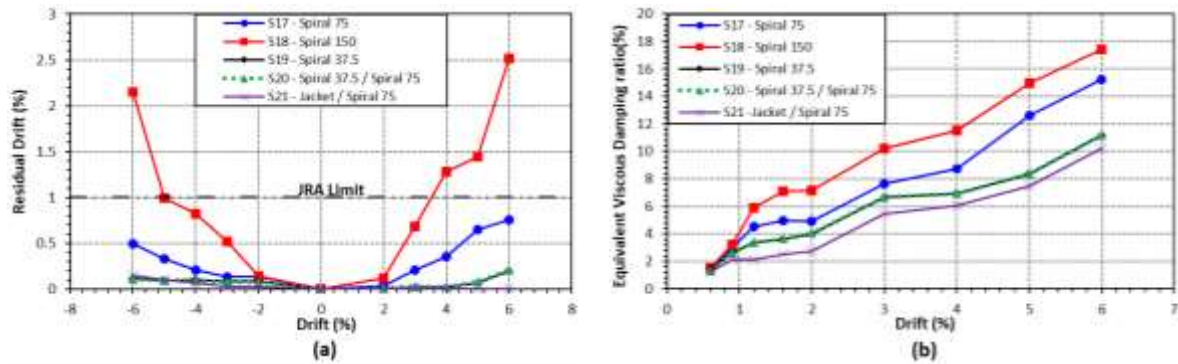 S17 - Spiral 75
S18 - Spiral 150
S19 - Spiral 37.5
S20 - Spiral 37.5 / Spiral 75
S21 - Jacket / Spiral 75
JRA Limit
Residual Drift (%)
3
2.5
2
1.5
1
0.5
0
-8 -6 -4 -2 0 2 4 6 8
Drift (%)
(a)
S17 - Spiral 75
S18 - Spiral 150
S19 - Spiral 37.5
S20 - Spiral 37.5 / Spiral 75
S21 -Jacket / Spiral 75
Equivalent Viscous Damping ratio(%)
20
18
16
14
12
10
8
6
4
2
0
0 1 2 3 4 5 6 7
Drift (%)
(b)